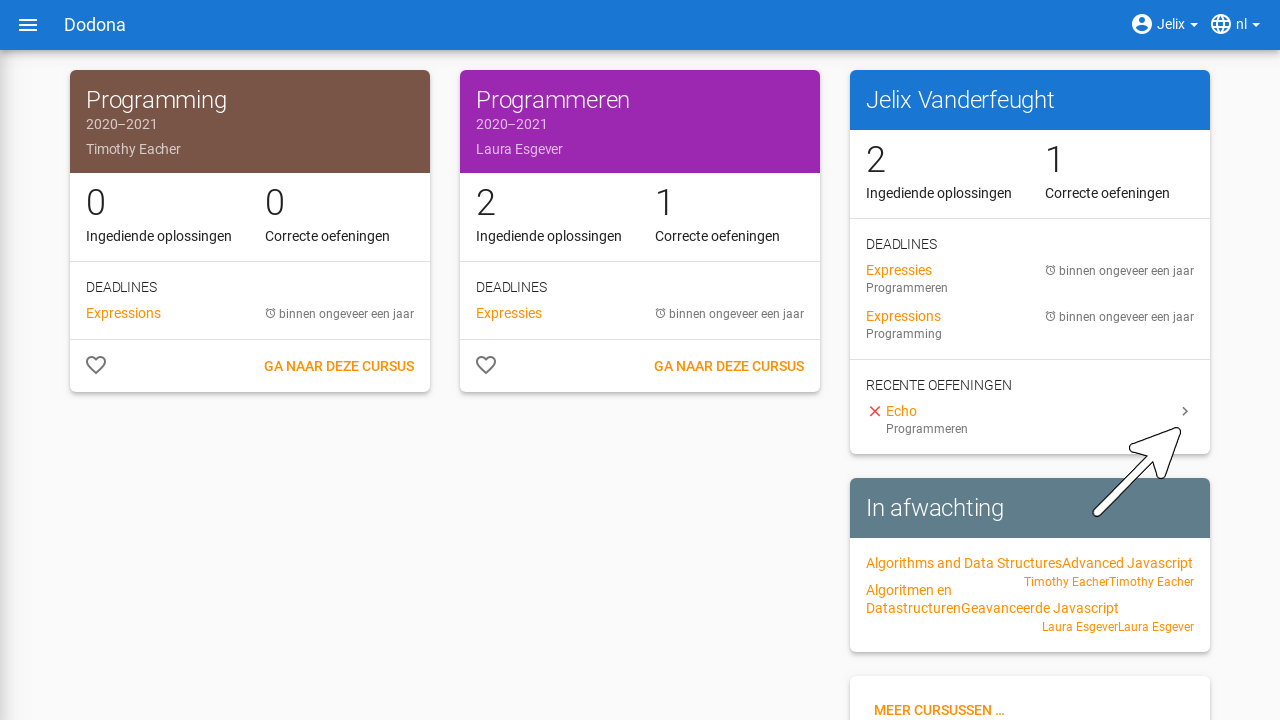 Dodona
Jelix
nl
Programming
2020–2021
Timothy Eacher
0
0
Ingediende oplossingen
Correcte oefeningen
DEADLINES
Expressions
binnen ongeveer een jaar
GA NAAR DEZE CURSUS
Programmeren
2020–2021
Laura Esgever
2
1
Ingediende oplossingen
Correcte oefeningen
DEADLINES
Expressies
binnen ongeveer een jaar
GA NAAR DEZE CURSUS
Jelix Vanderfeught
2
1
Ingediende oplossingen
Correcte oefeningen
DEADLINES
Expressies
binnen ongeveer een jaar
Programmeren
Expressions
binnen ongeveer een jaar
Programming
RECENTE OEFENINGEN
Echo
Programmeren
In afwachting
Algorithms and Data StructuresAdvanced Javascript
Timothy EacherTimothy Eacher
Algoritmen en
DatastructurenGeavanceerde Javascript
Laura EsgeverLaura Esgever
MEER CURSUSSEN ...